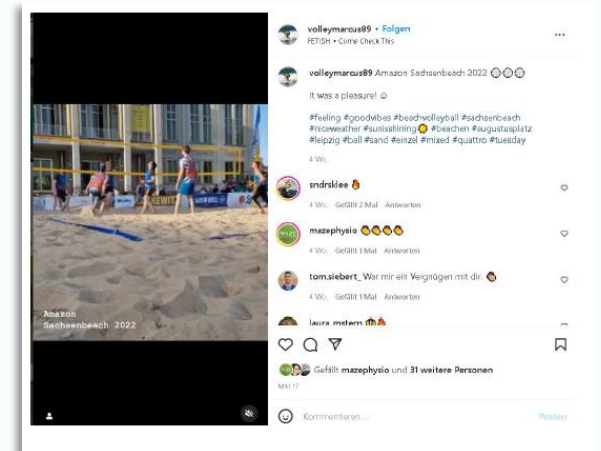 volleymarcus89 • Folgen
FETISH • Come Check This
volleymarcus89 Amazon Sachsenbeach 2022
It was a pleasure!
#feeling #goodvibes #beachvolleyball #sachsenbeach
#niceweather #sunisshining #beachen #augustusplatz
#leipzig #ball #sand #einzel #mixed #quattro #tuesday
4 Wo.
sndrsklee
4 Wo. Gefällt 2 Mal Antworten
mazephysio
4 Wo. Gefällt 1 Mal Antworten
tom.siebert_ War mir ein Vergnügen mit dir.
4 Wo. Gefällt 1 Mal Antworten
Amazon
Sachsenbeach 2022
Gefällt mazephysio und 31 weitere Personen
MAI 17
Kommentieren ...
Posten